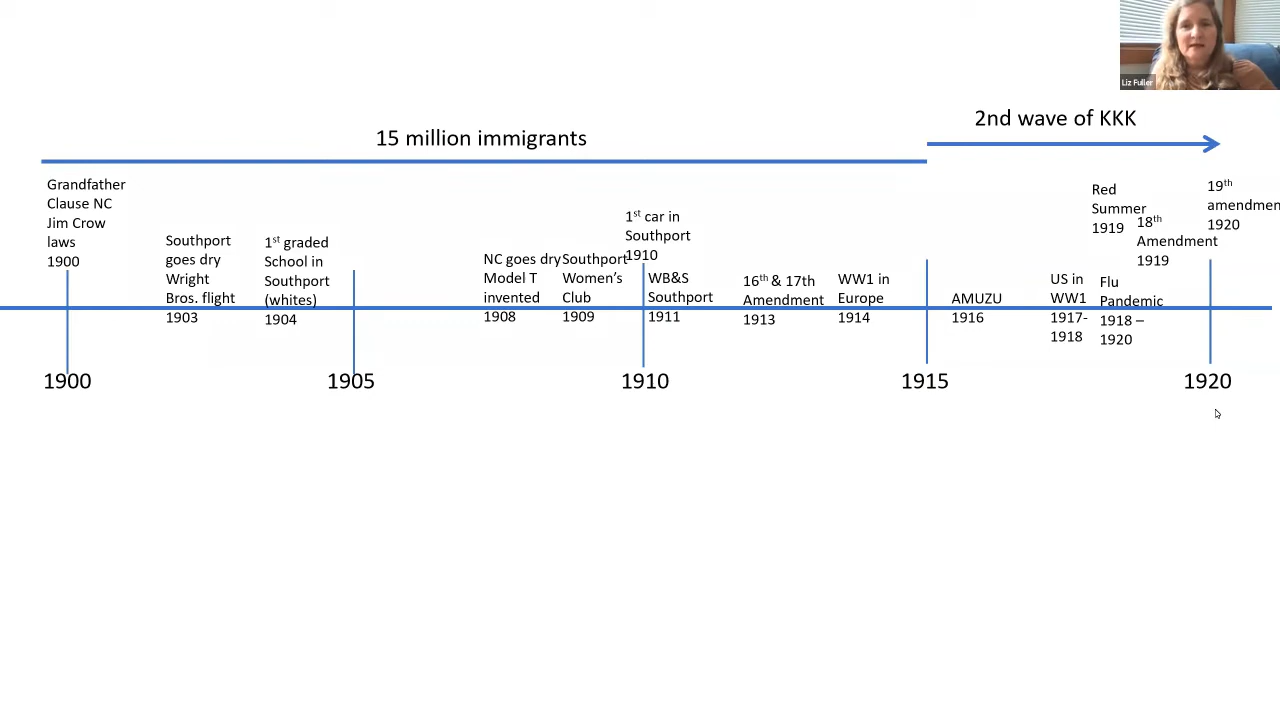 Liz Fuller
15 million immigrants
2nd wave of KKK
Grandfather
Clause NC
Jim Crow
laws
1900
Southport
goes dry
Wright
Bros. flight
1903
1st graded
School in
Southport
(whites)
1904
NC goes dry
Model T
invented
1908
Southport
Women's
Club
1909
1st car in
Southport
1910
WB&S
Southport
1911
16th & 17th
Amendment
1913
WW1 in
Europe
1914
AMUZU
1916
US in
WW1
1917-
1918
Red
Summer
1919
Flu
Pandemic
1918 –
1920
18th
Amendment
1919
19th
amendmen
1920
1900
1905
1910
1915
1920